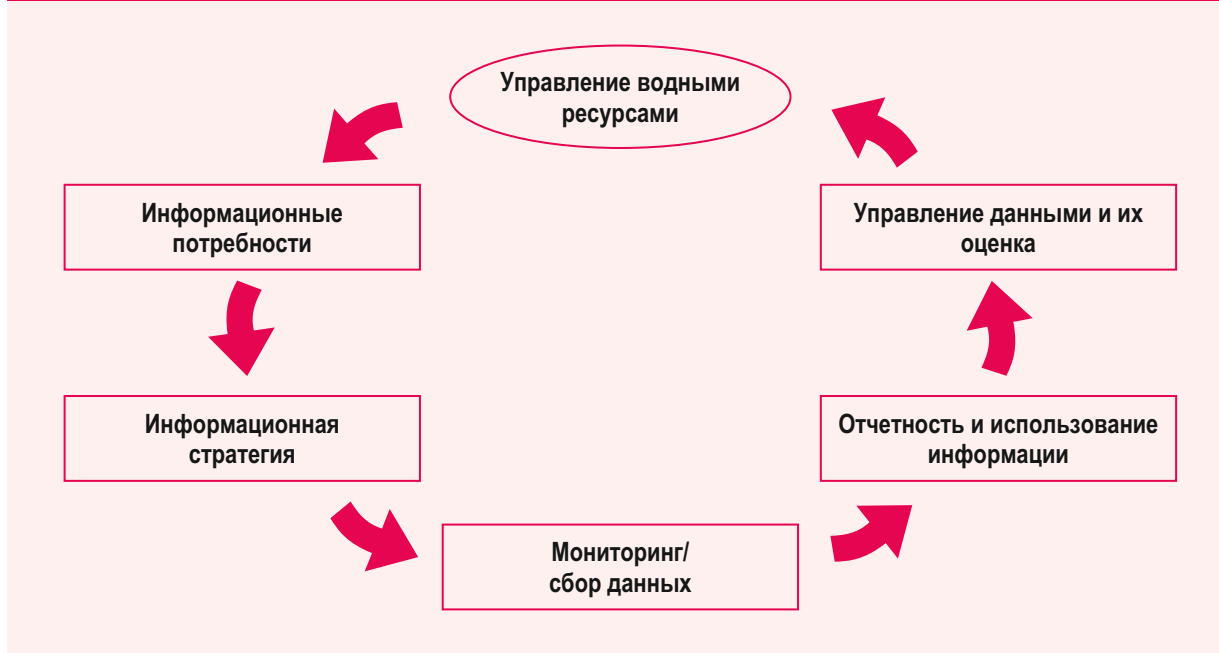 Управление водными
ресурсами
Информационные
потребности
Управление данными и их
оценка
Информационная
стратегия
Отчетность и использование
информации
Мониторинг/
сбор данных